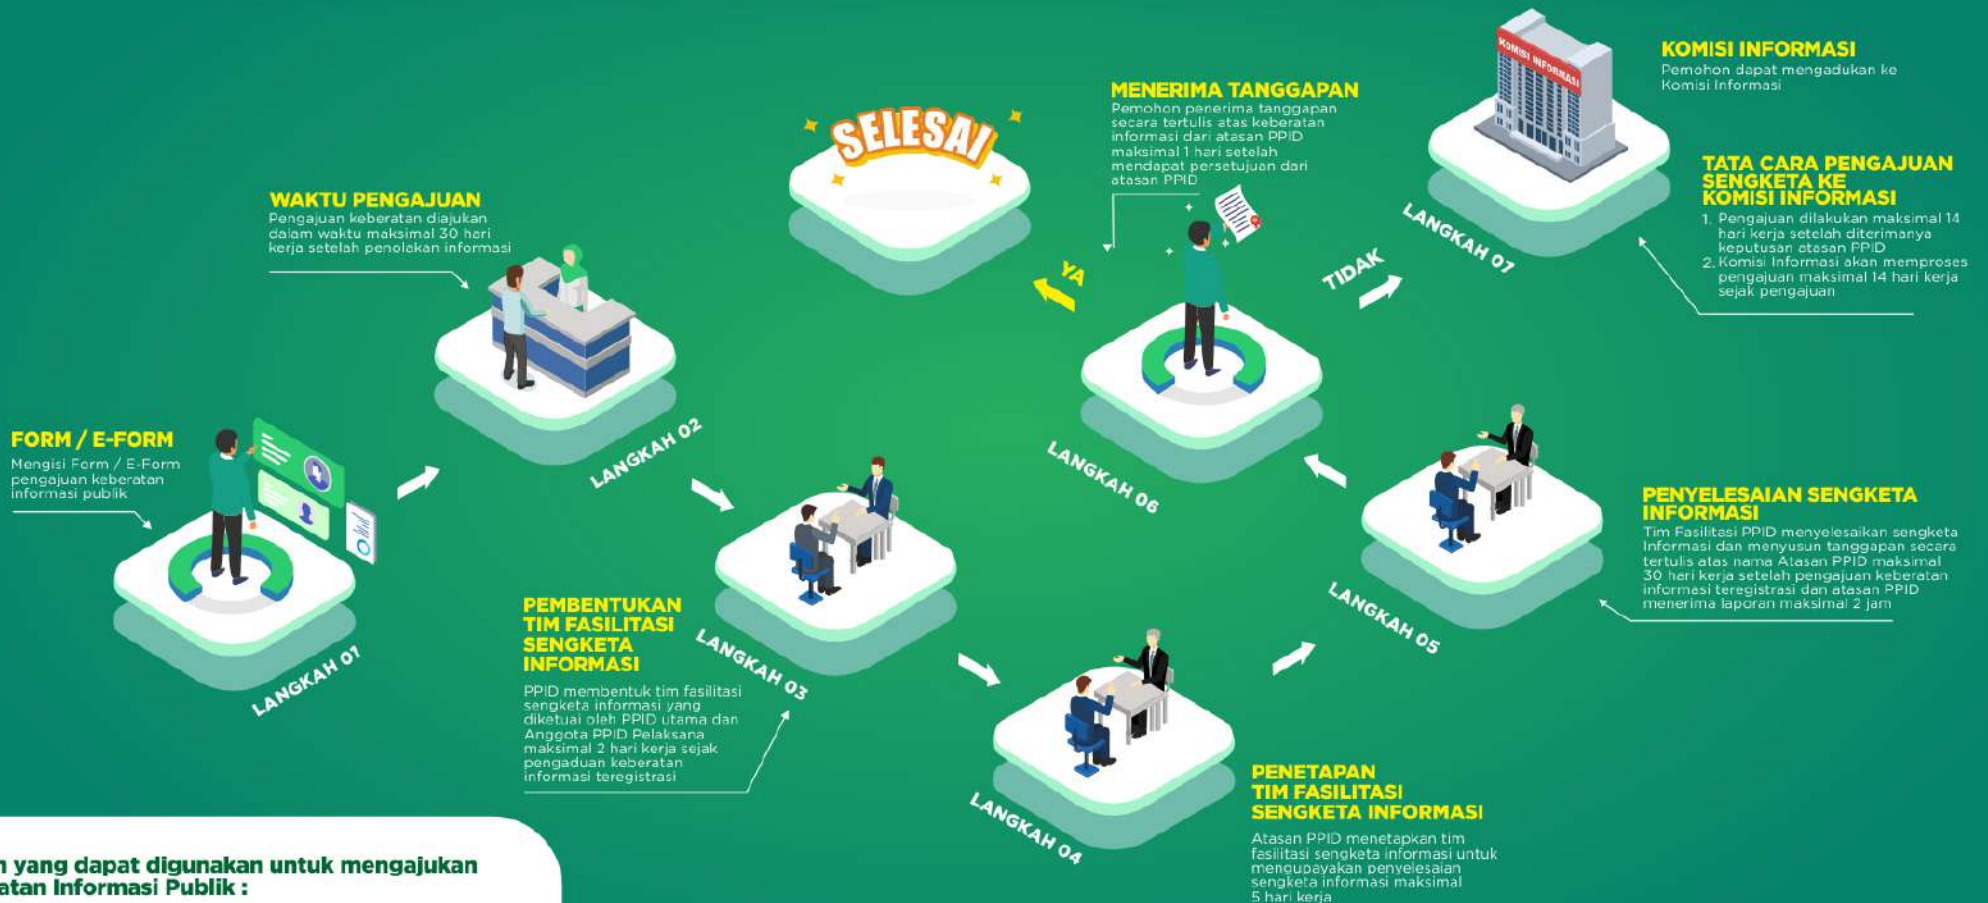 FORM / E-FORM
Mengisi Form / E-Form
pengajuan keberatan
informasi publik
LANGKAH 01
WAKTU PENGAJUAN
Pengajuan keberatan diajukan
dalam waktu maksimal 30 hari
kerja setelah penolakan informasi
LANGKAH 02
PEMBENTUKAN
TIM FASILITASI
SENGKETA
INFORMASI
PPID membentuk tim fasilitasi
sengketa informasi yang
diketuai oleh PPID utama dan
Anggota PPID Pelaksana
maksimal 2 hari kerja sejak
pengaduan keberatan
informasi teregistrasi
LANGKAH 03
PENETAPAN
TIM FASILITASI
SENGKETA INFORMASI
Atasan PPID menetapkan tim
fasilitasi sengketa informasi untuk
mengupayakan penyelesaian
sengketa informasi maksimal
5 hari kerja
LANGKAH 04
PENYELESAIAN SENGKETA
INFORMASI
Tim Fasilitasi PPID menyelesaikan sengketa
Informasi dan menyusun tanggapan secara
tertulis atas nama Atasan PPID maksimal
30 hari kerja setelah pengajuan keberatan
informasi teregistrasi dan atasan PPID
menerima laporan maksimal 2 jam
LANGKAH 05
MENERIMA TANGGAPAN
Pemohon penerima tanggapan
secara tertulis atas keberatan
informasi dari atasan PPID
maksimal 1 hari setelah
mendapat persetujuan dari
atasan PPID
LANGKAH 06
YA
SELESAI
TIDAK
KOMISI INFORMASI
KOMISI INFORMASI
Pemohon dapat mengadukan ke
Komisi Informasi
LANGKAH 07
TATA CARA PENGAJUAN
SENGKETA KE
KOMISI INFORMASI
1. Pengajuan dilakukan maksimal 14
hari kerja setelah diterimanya
keputusan atasan PPID
2. Komisi Informasi akan memproses
pengajuan maksimal 14 hari kerja
sejak pengajuan
yang dapat digunakan untuk mengajukan
atan Informasi Publik :